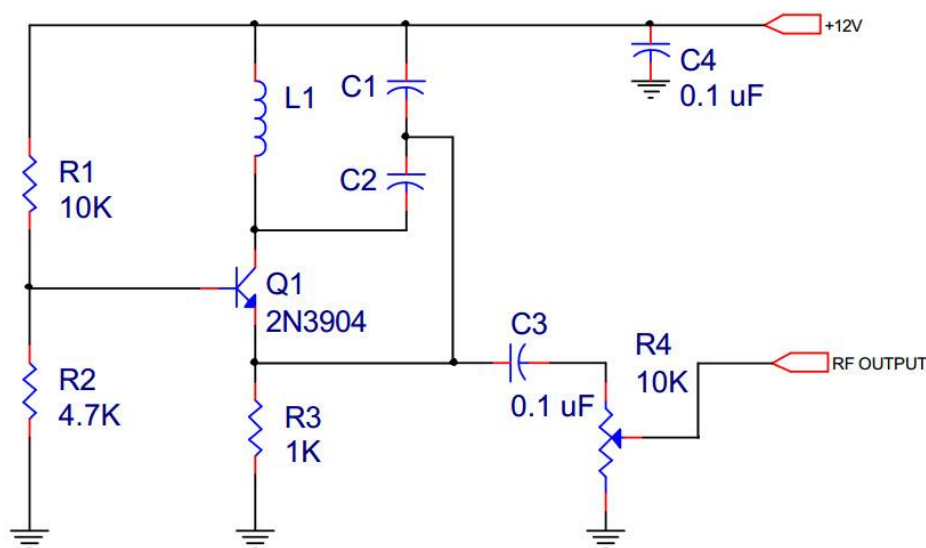 +12V
C4
0.1 uF
L1
C1
R1
10K
C2
Q1
2N3904
C3
0.1 uF
R4
10K
RF OUTPUT
R2
4.7K
R3
1K